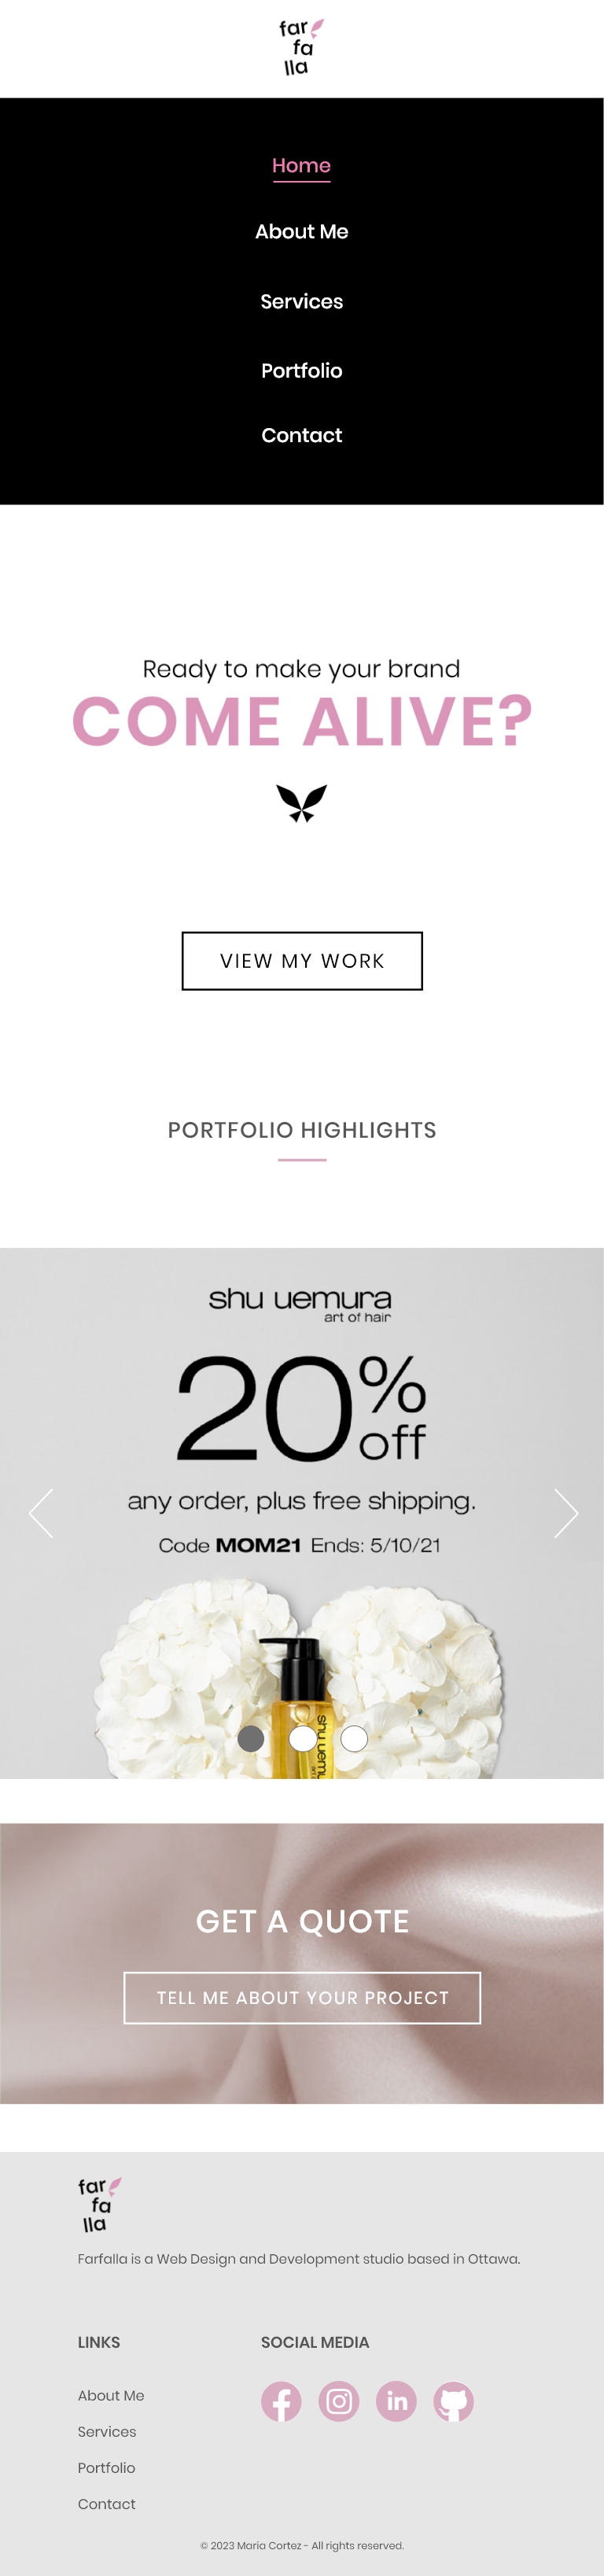 far
fa
lla
Home
About Me
Services
Portfolio
Contact
Ready to make your brand
COME ALIVE?
VIEW MY WORK
PORTFOLIO HIGHLIGHTS
shu uemura
art of hair
20% off
any order, plus free shipping.
Code MOM21 Ends: 5/10/21
shu uemu
GET A QUOTE
TELL ME ABOUT YOUR PROJECT
far
fa
lla
Farfalla is a Web Design and Development studio based in Ottawa.
LINKS
SOCIAL MEDIA
About Me
Services
Portfolio
Contact
in
© 2023 Maria Cortez - All rights reserved.